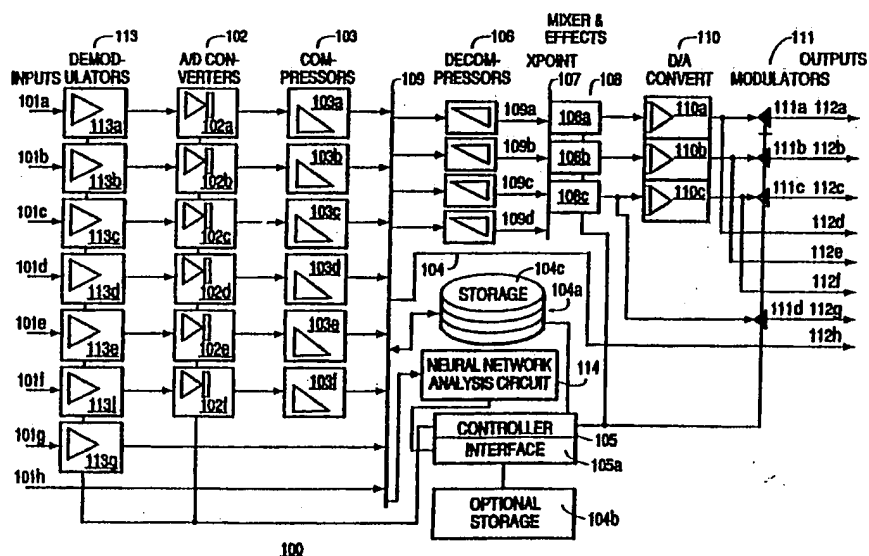 113
102
103
106
MIXER &
EFFECTS
110
111
DEMOD-
ULATORS
A/D CON-
VERTERS
COM-
PRESSORS
DECOM-
PRESSORS
XPOINT
D/A
CONVERT
MODULATORS
OUTPUTS
INPUTS
109
107
108
101a
113a
102a
103a
109a
108a
110a
111a 112a
101b
113b
102b
103b
109b
108b
110b
111b 112b
101c
113c
102c
103c
109c
108c
110c
111c 112c
109d
112d
101d
113d
102d
103d
104
104c
112e
STORAGE
104a
112f
101e
113e
102e
103e
111d 112g
112h
NEURAL NETWORK
ANALYSIS CIRCUIT
114
101f
113f
102f
103f
101g
113g
CONTROLLER
105
INTERFACE
105a
101h
OPTIONAL
STORAGE
104b
100